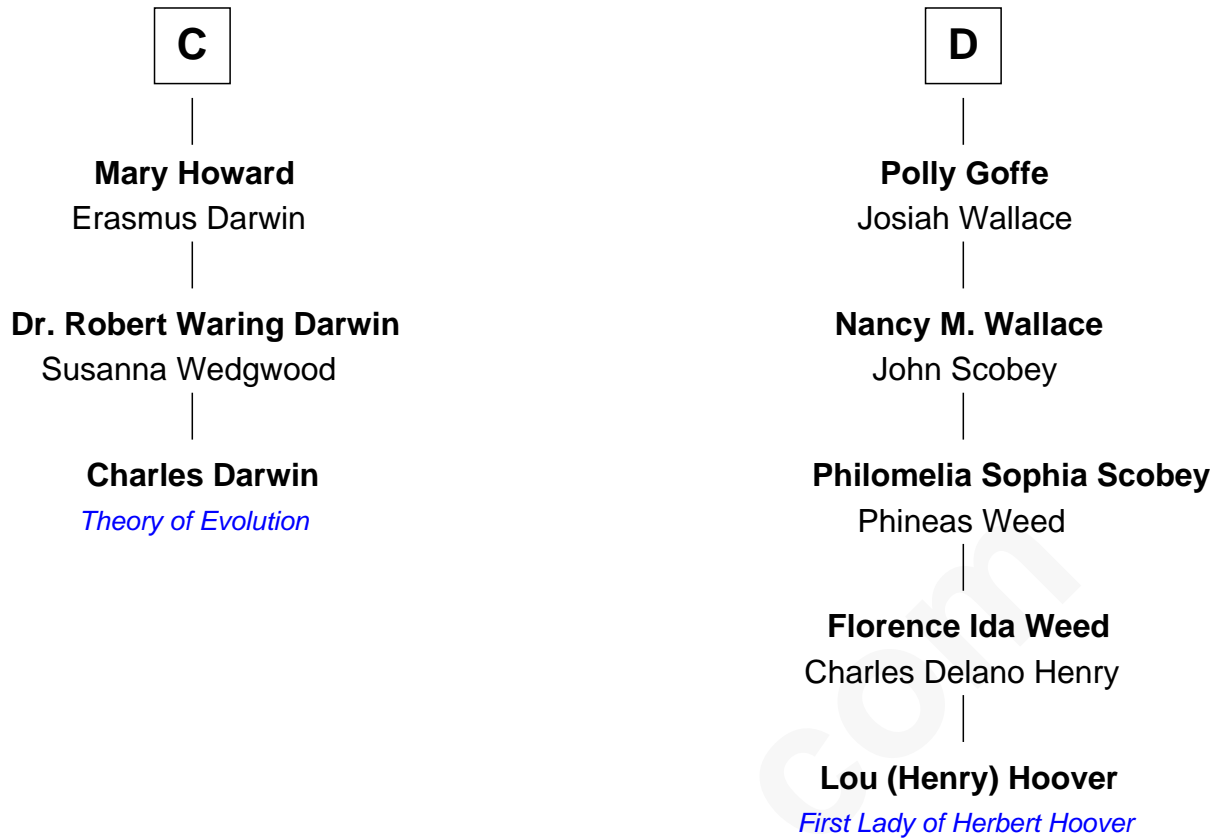 C
Mary Howard
Erasmus Darwin
Dr. Robert Waring Darwin
Susanna Wedgwood
Charles Darwin
Theory of Evolution
D
Polly Goffe
Josiah Wallace
Nancy M. Wallace
John Scobey
Philomelia Sophia Scobey
Phineas Weed
Florence Ida Weed
Charles Delano Henry
Lou (Henry) Hoover
First Lady of Herbert Hoover
com